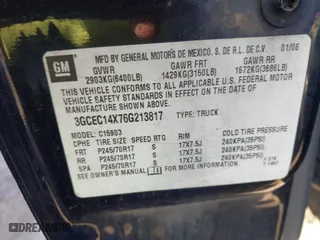 GM
MFD BY GENERAL MOTORS DE MEXICO, S. DE R.L. DE C.V. 01/06
GVWR GAWR FRT GAWR RR
2903KG(6400LB) 1429KG(3150LB) 1672KG(3686LB)
THIS VEHICLE CONFORMS TO ALL APPLICABLE U.S. FEDERAL MOTOR
VEHICLE SAFETY STANDARDS IN EFFECT ON THE DATE OF
MANUFACTURE SHOWN ABOVE.
3GCEC14X76G213817 TYPE: TRUCK
MODEL: C15903
CPHE TIRE SIZE SPEED RTG RIM COLD TIRE PRESSURE
FRT P245/70R17 S 17X7.5J 240KPA(35PSI)
RR P245/70R17 S 17X7.5J 240KPA(35PSI)
SPA P245/70R17 S 17X7.5J 240KPA(35PSI)
SEE OWNER'S MANUAL